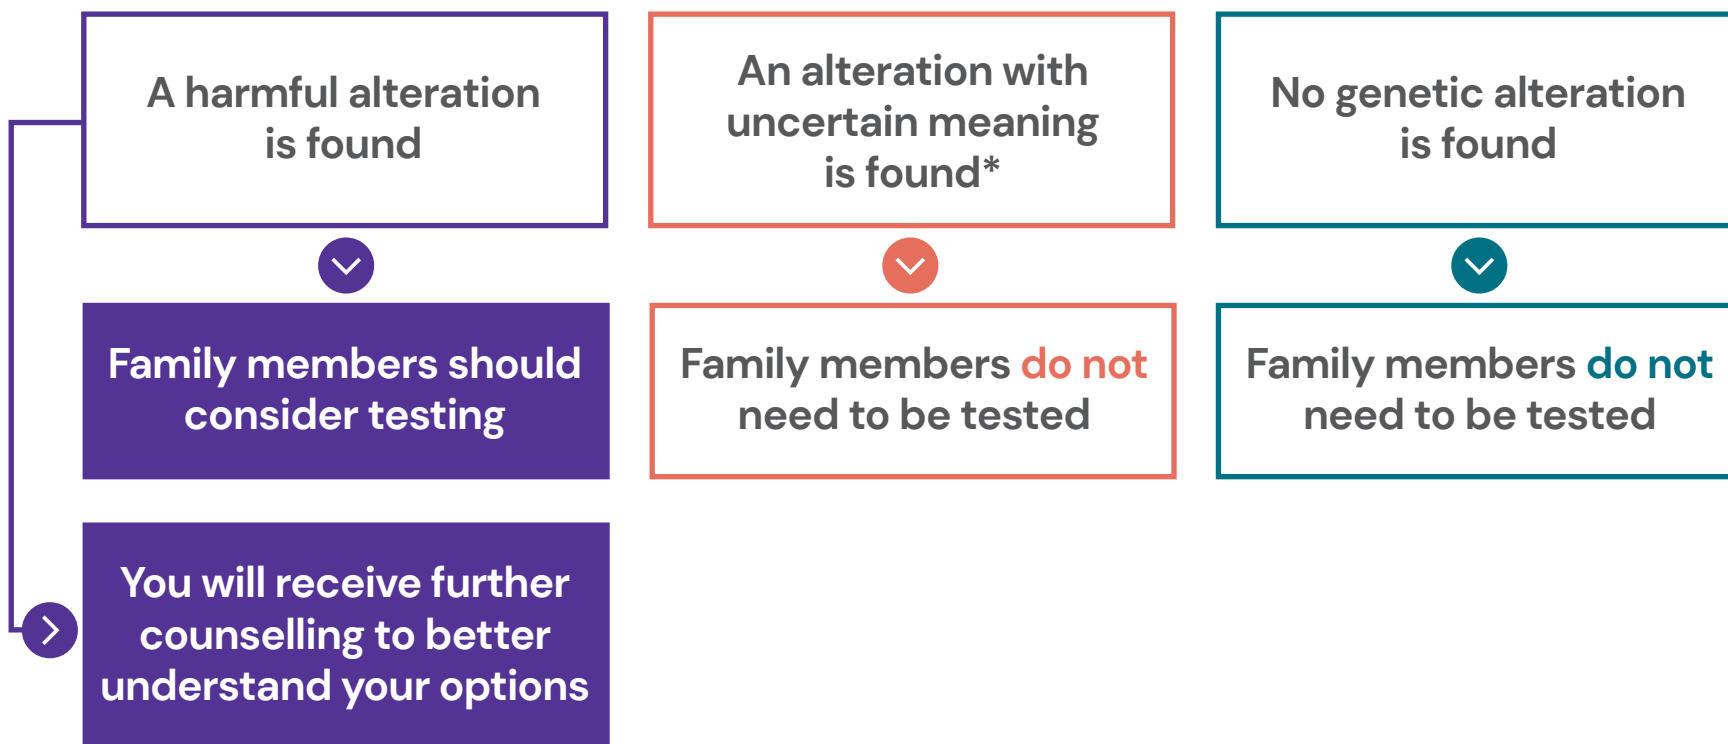 A harmful alteration
is found
An alteration with
uncertain meaning
is found*
No genetic alteration
is found
Family members should
consider testing
Family members do not
need to be tested
Family members do not
need to be tested
You will receive further
counselling to better
understand your options